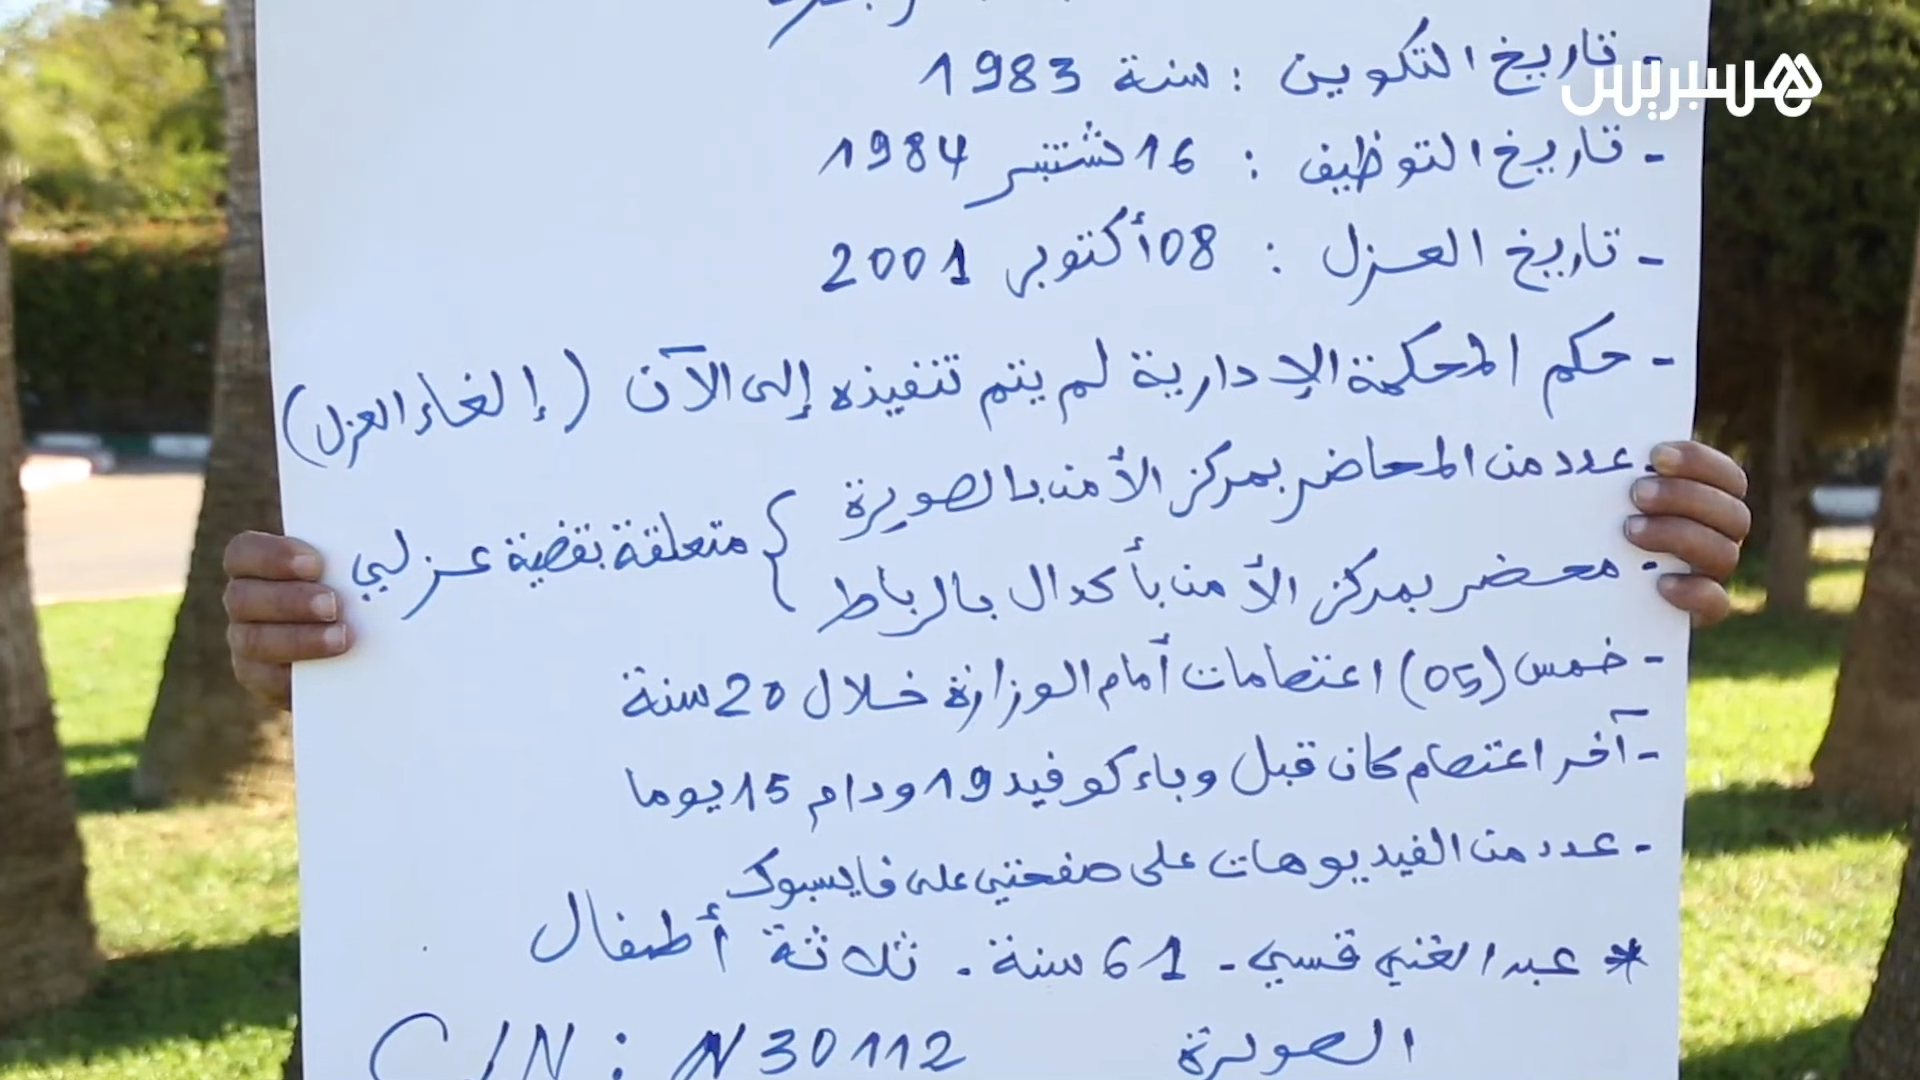 هسبريس
- تاريخ التكوين : سنة 1983
- تاريخ التوظيف : 16 شتنبر 1984
- تاريخ العزل : 08 أكتوبر 2001
- حكم المحكمة الإدارية لم يتم تنفيذه إلى الآن (إلغاء العزل)
- عدد من المحاضر بمركز الأمن بالصويرة
- محضر بمركز الأمن بأكدال بالرباط
} متعلقة بقضية عزلي
- خمس (05) اعتصامات أمام الوزارة خلال 20 سنة
- آخر اعتصام كان قبل وباء كوفيد 19 ودام 15 يوما
- عدد من الفيديوهات على صفحتي على فايسبوك
* عبد الغني قسي - 61 سنة . ثلاثة أطفال
الصويرة CIN : N30112